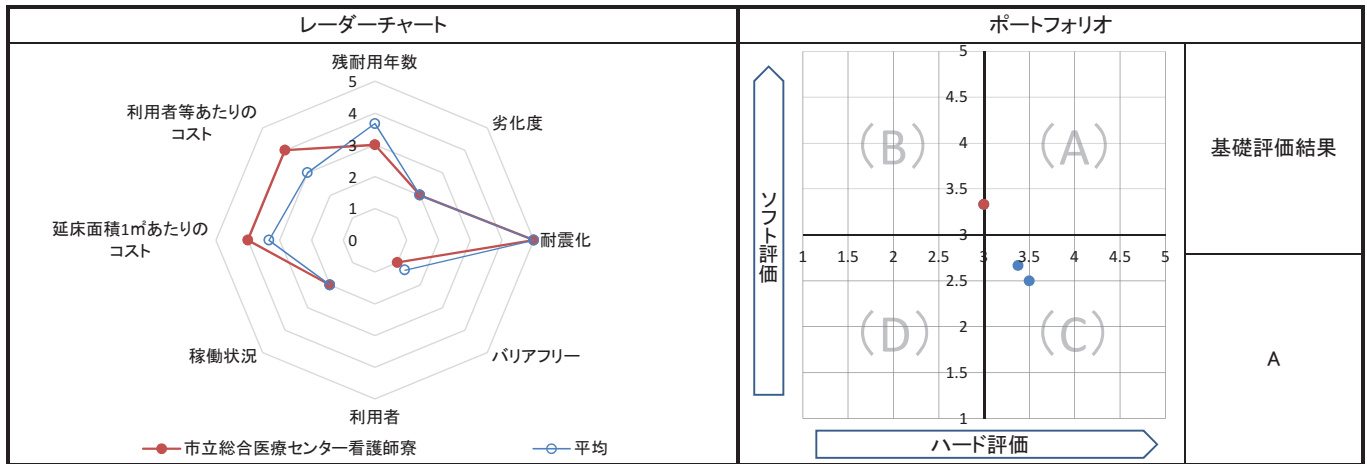 レーダーチャート
残耐用年数
劣化度
耐震化
バリアフリー
利用者
稼働状況
延床面積1㎡あたりの
コスト
利用者等あたりの
コスト
5
4
3
2
1
0
市立総合医療センター看護師寮
平均
ポートフォリオ
ソフト評価
5
4.5
4
3.5
3
2.5
2
1.5
1
1
1.5
2
2.5
3
3.5
4
4.5
5
(B)
(A)
(D)
(C)
ハード評価
基礎評価結果
A